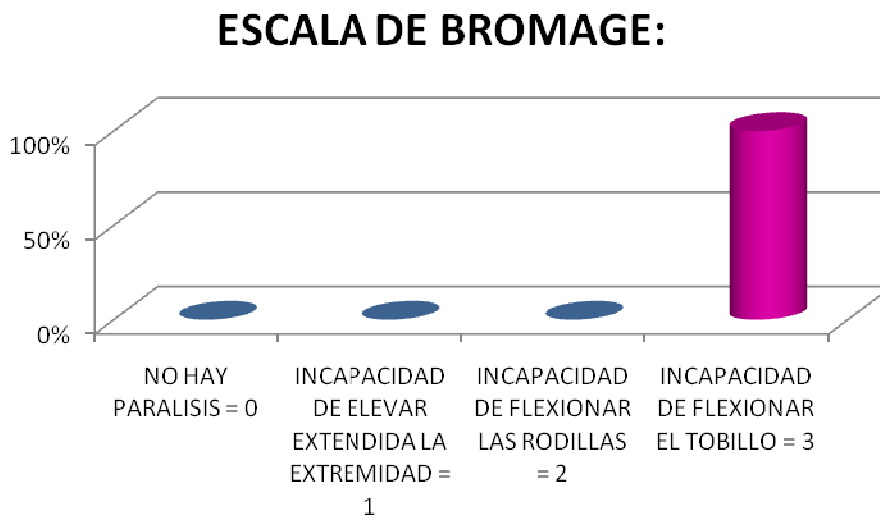 ESCALA DE BROMAGE:
100%
50%
0%
NO HAY
PARALISIS = 0
INCAPACIDAD
DE ELEVAR
EXTENDIDA LA
EXTREMIDAD =
1
INCAPACIDAD
DE FLEXIONAR
LAS RODILLAS
= 2
INCAPACIDAD
DE FLEXIONAR
EL TOBILLO = 3